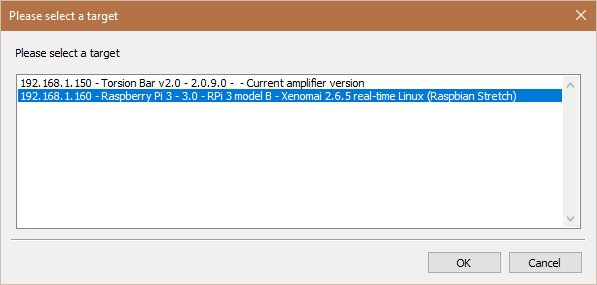 Please select a target
Please select a target
192.168.1.150 - Torsion Bar v2.0 - 2.0.9.0 -  - Current amplifier version
192.168.1.160 - Raspberry Pi 3 - 3.0 - RPi 3 model B - Xenomai 2.6.5 real-time Linux (Raspbian Stretch)
OK
Cancel